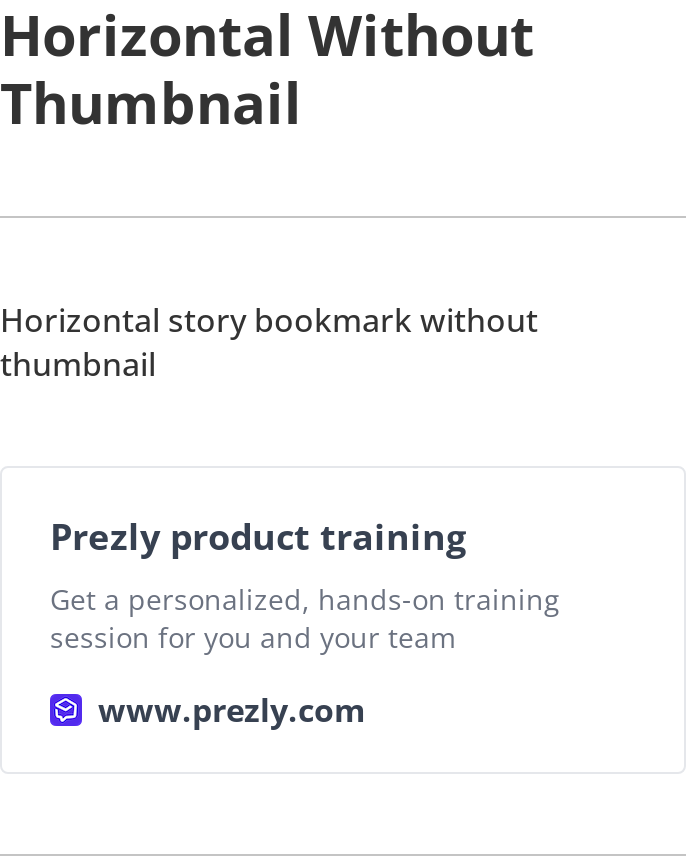 Horizontal Without
Thumbnail
Horizontal story bookmark without
thumbnail
Prezly product training
Get a personalized, hands-on training
session for you and your team
www.prezly.com